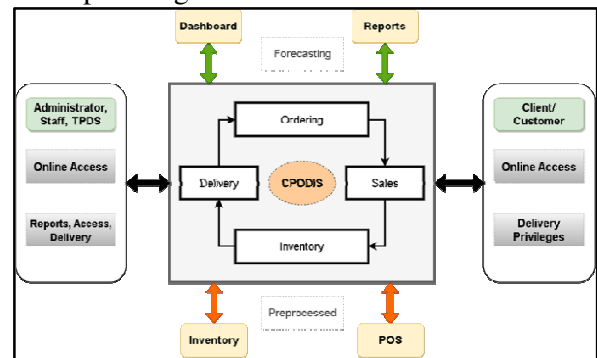 Dashboard
Reports
Forecasting
Administrator,
Staff, TPDS
Online Access
Reports, Access,
Delivery
Ordering
Delivery
CPODIS
Sales
Inventory
Client/
Customer
Online Access
Delivery
Privileges
Preprocessed
Inventory
POS